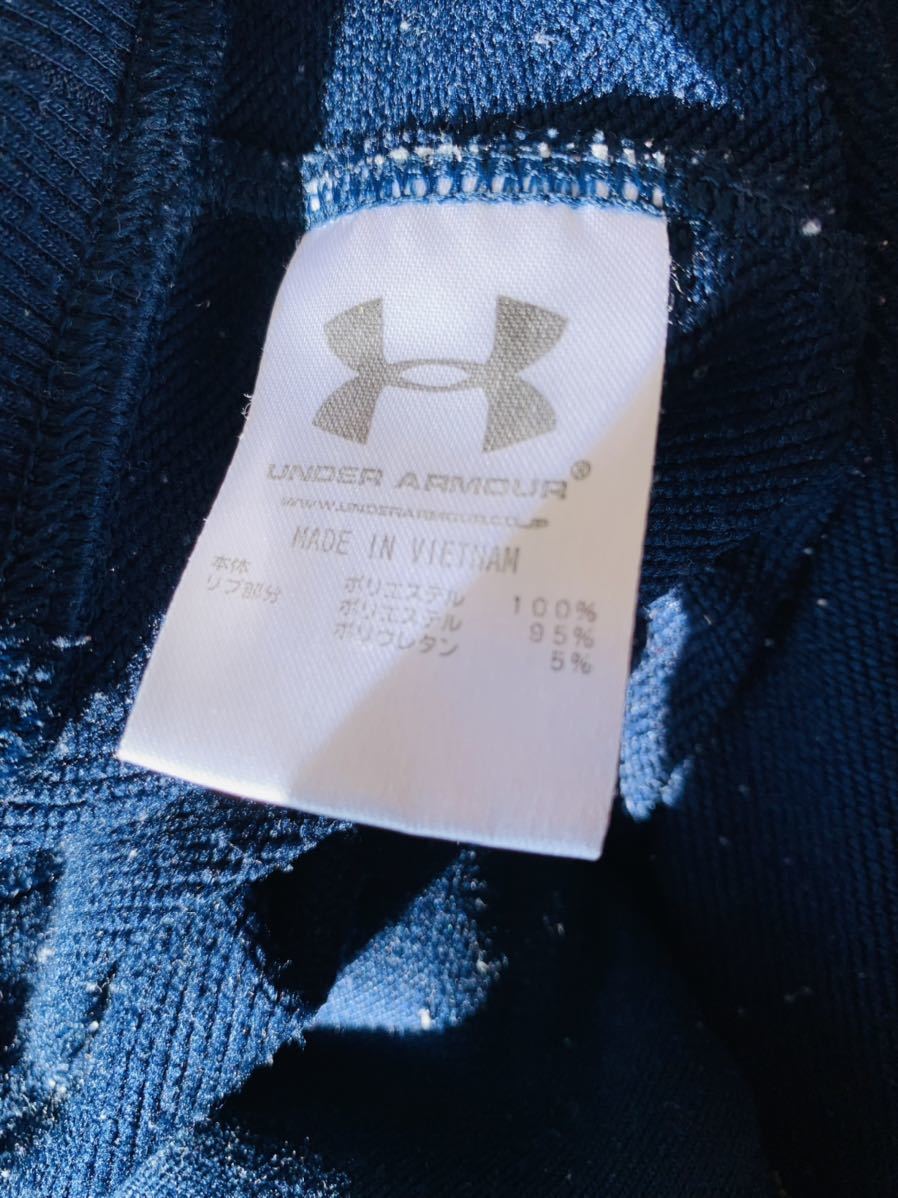 UNDER ARMOUR®
WWW.UNDERARMOUR.CO.JP
MADE IN VIETNAM
本体 ポリエステル 100%
リブ部分 ポリエステル 95%
ポリウレタン 5%